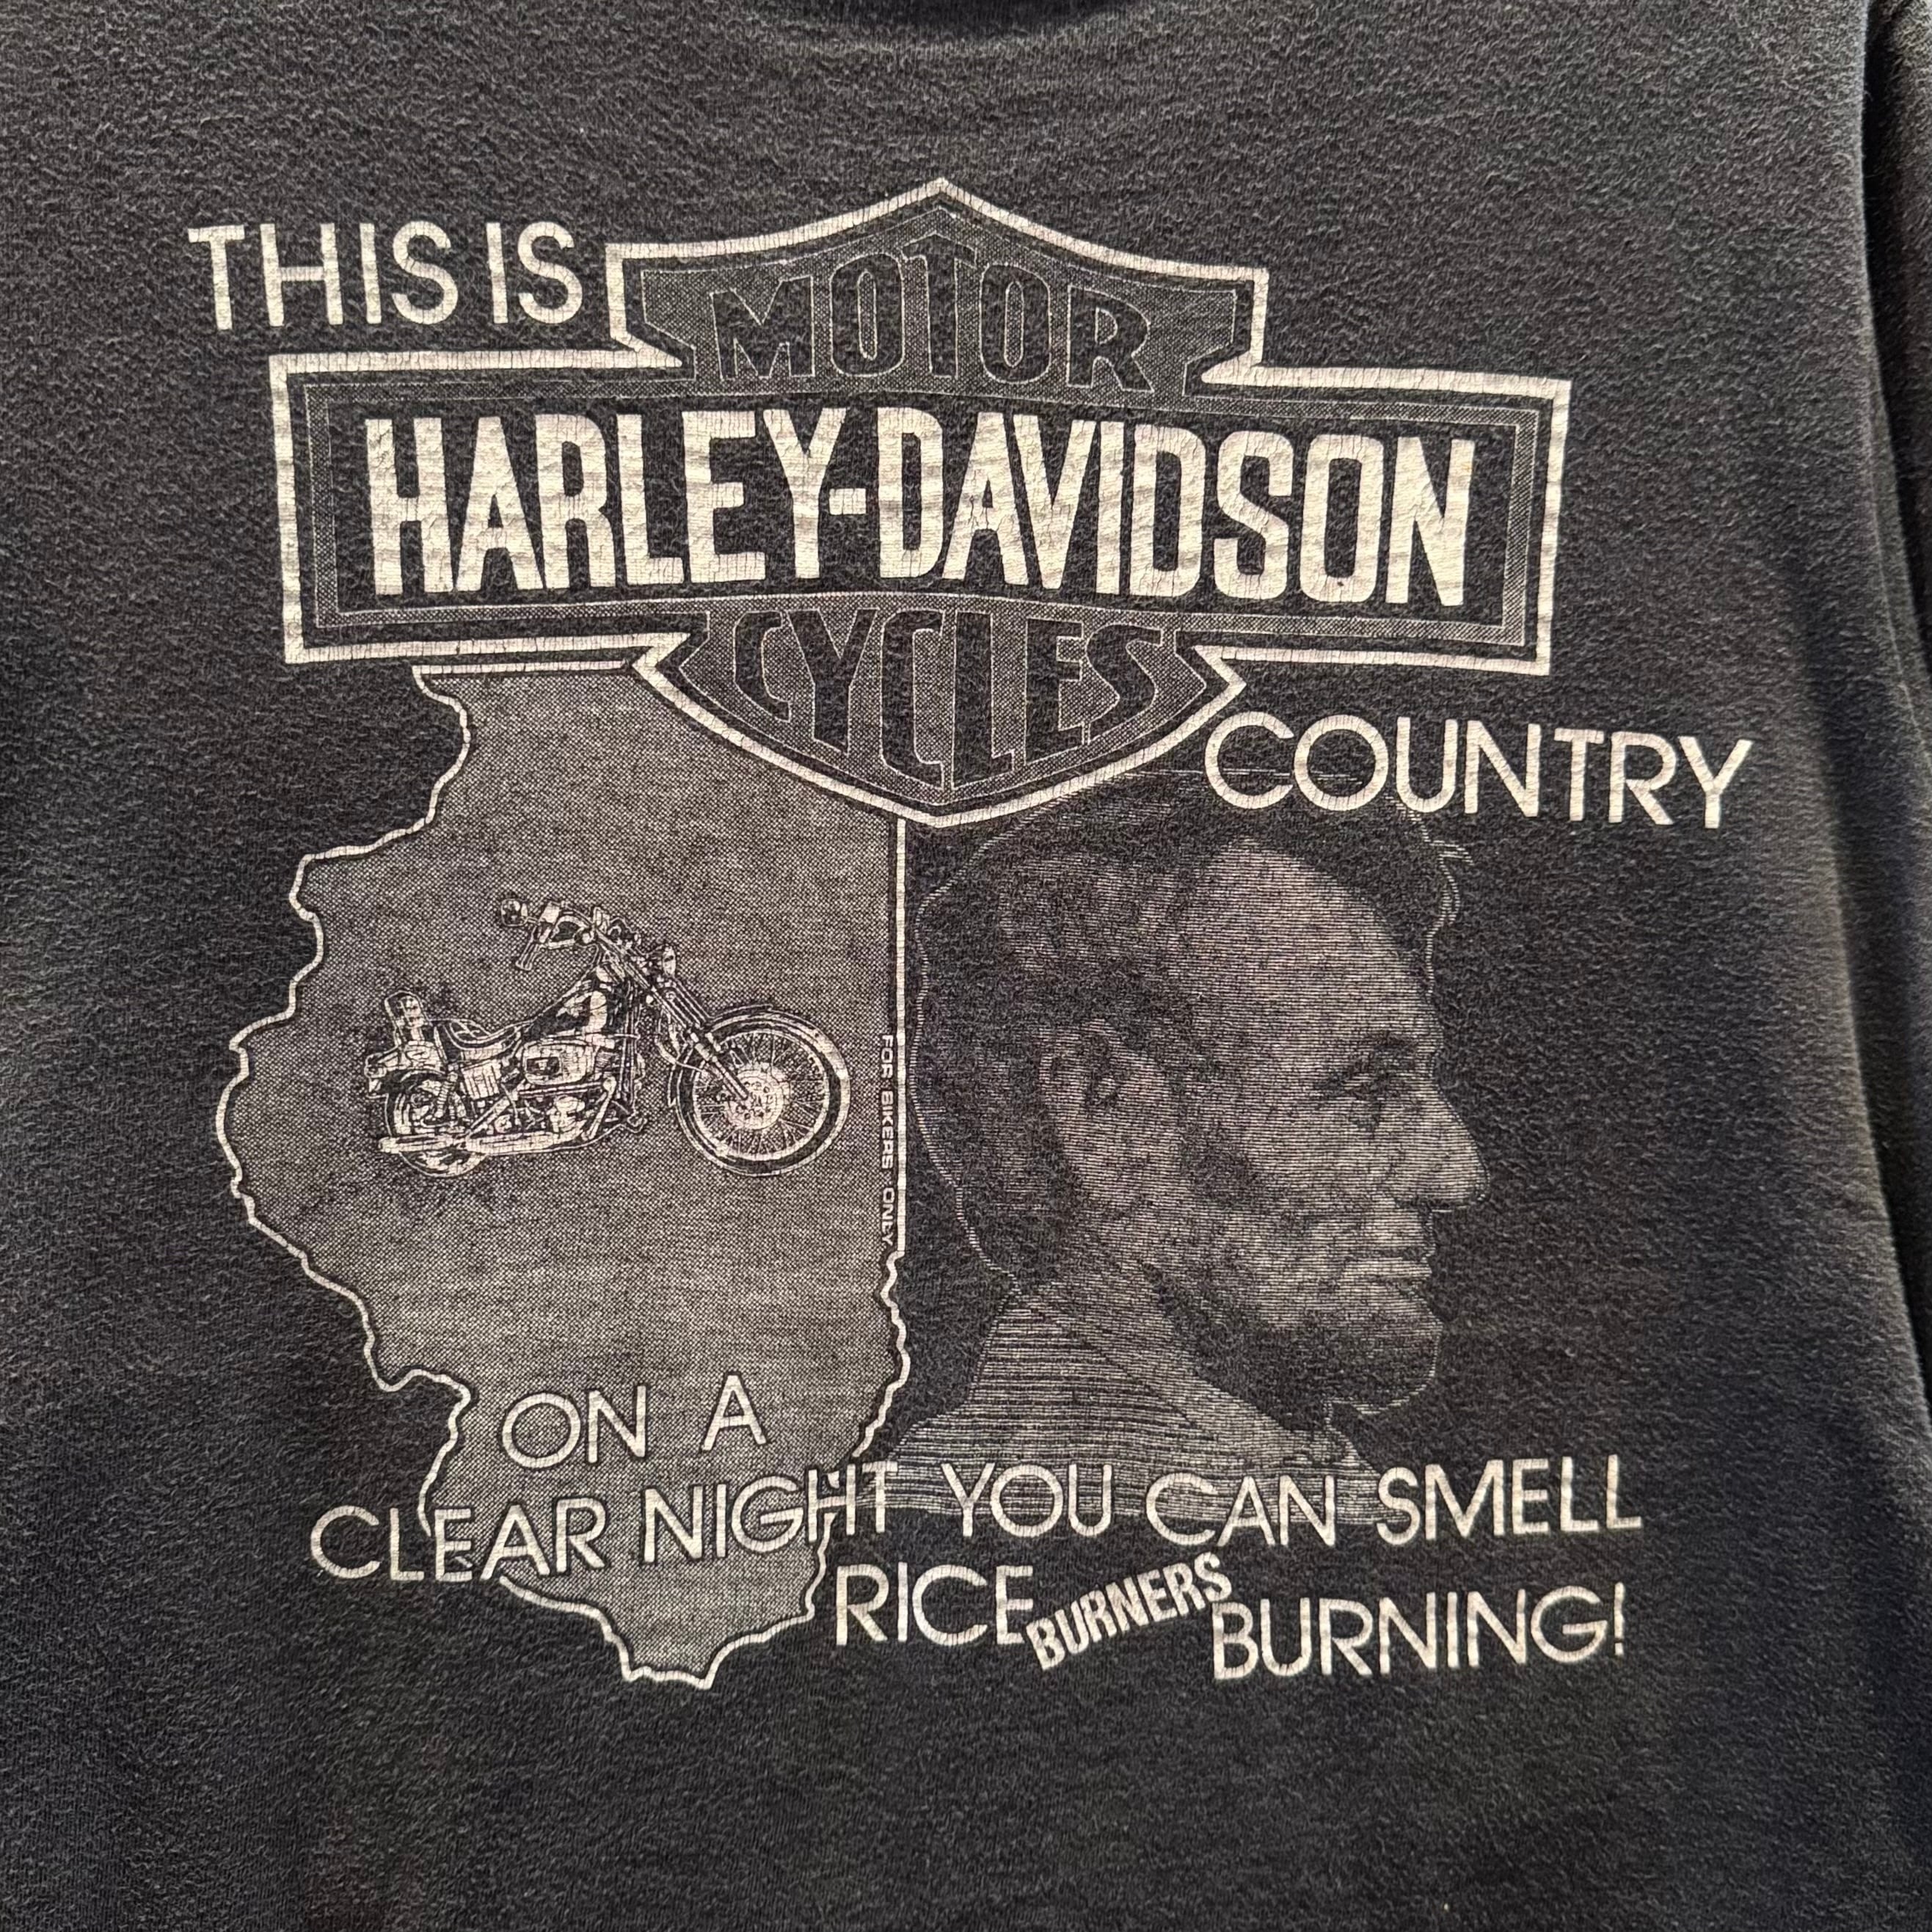 THIS IS
MOTOR
HARLEY-DAVIDSON
CYCLES
COUNTRY
FOR BIKERS ONLY
ON A
CLEAR NIGHT YOU CAN SMELL
RICE BURNERS BURNING!